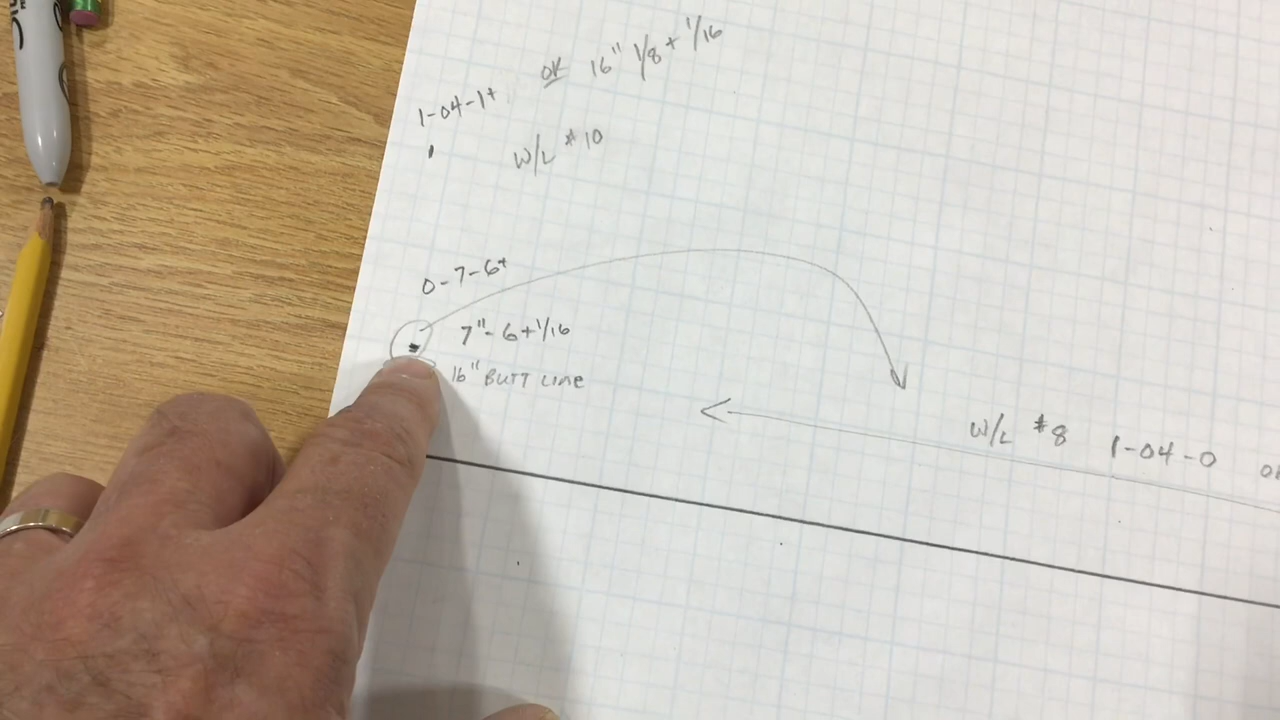 1-04-1+ OR 16" 1/8 + 1/16
W/L #10
0-7-6+
7"-6+1/16
16" BUTT LINE
W/L #8 1-04-0